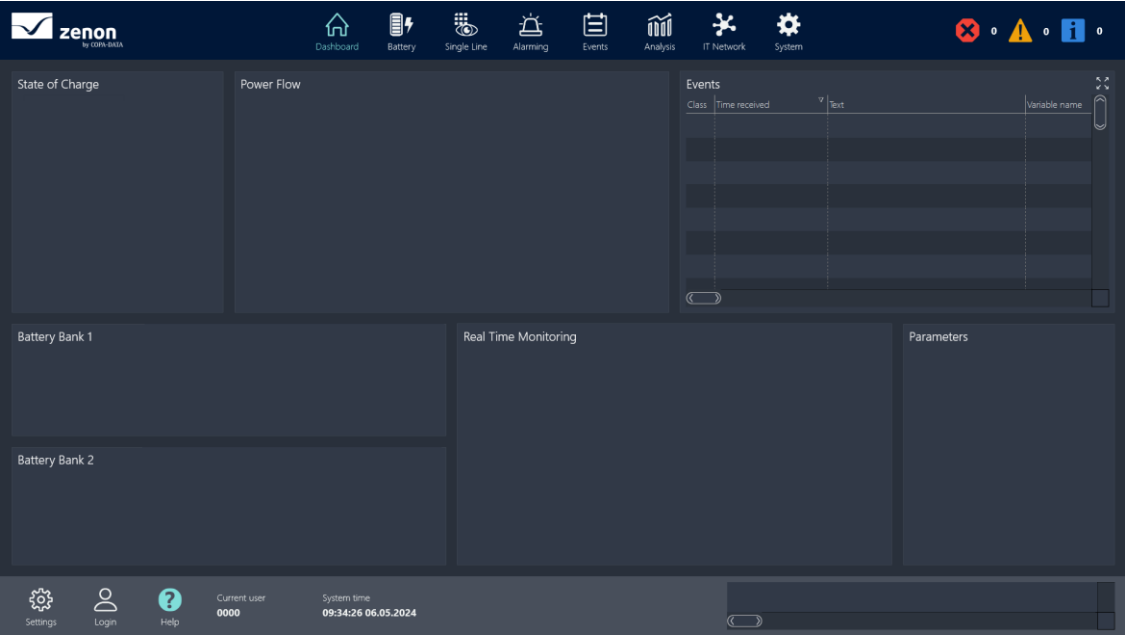 zenon
by COPA-DATA
Dashboard
Battery
Single Line
Alarming
Events
Analysis
IT Network
System
0
0
0
State of Charge
Power Flow
Events
Class
Time received
Text
Variable name
Battery Bank 1
Real Time Monitoring
Parameters
Battery Bank 2
Settings
Login
Help
Current user
0000
System time
09:34:26 06.05.2024